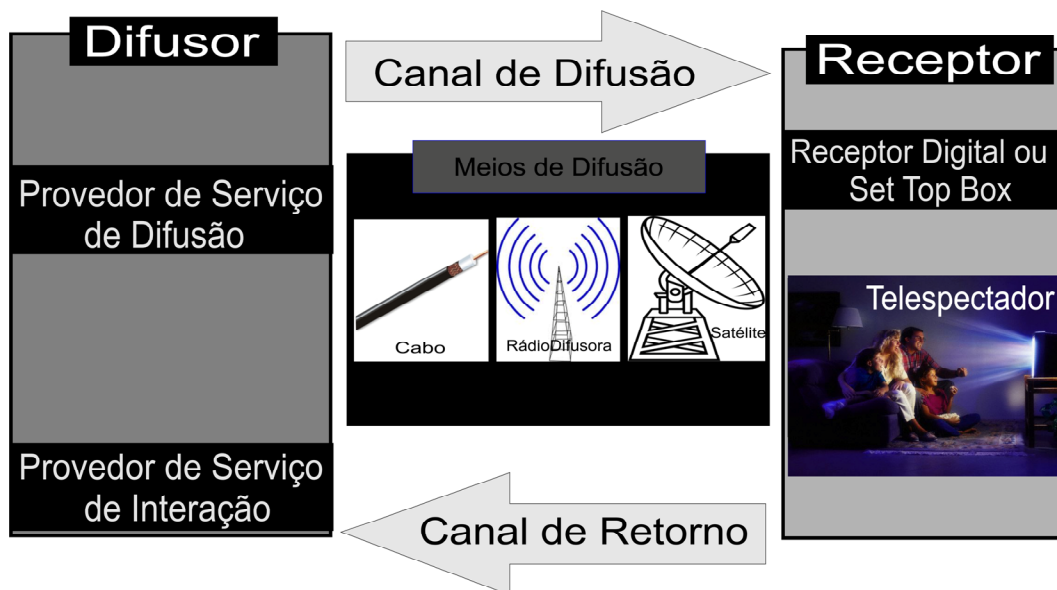 Difusor
Provedor de Serviço
de Difusão
Provedor de Serviço
de Interação
Canal de Difusão
Meios de Difusão
Cabo
RádioDifusora
Satélite
Canal de Retorno
Receptor
Receptor Digital ou
Set Top Box
Telespectador